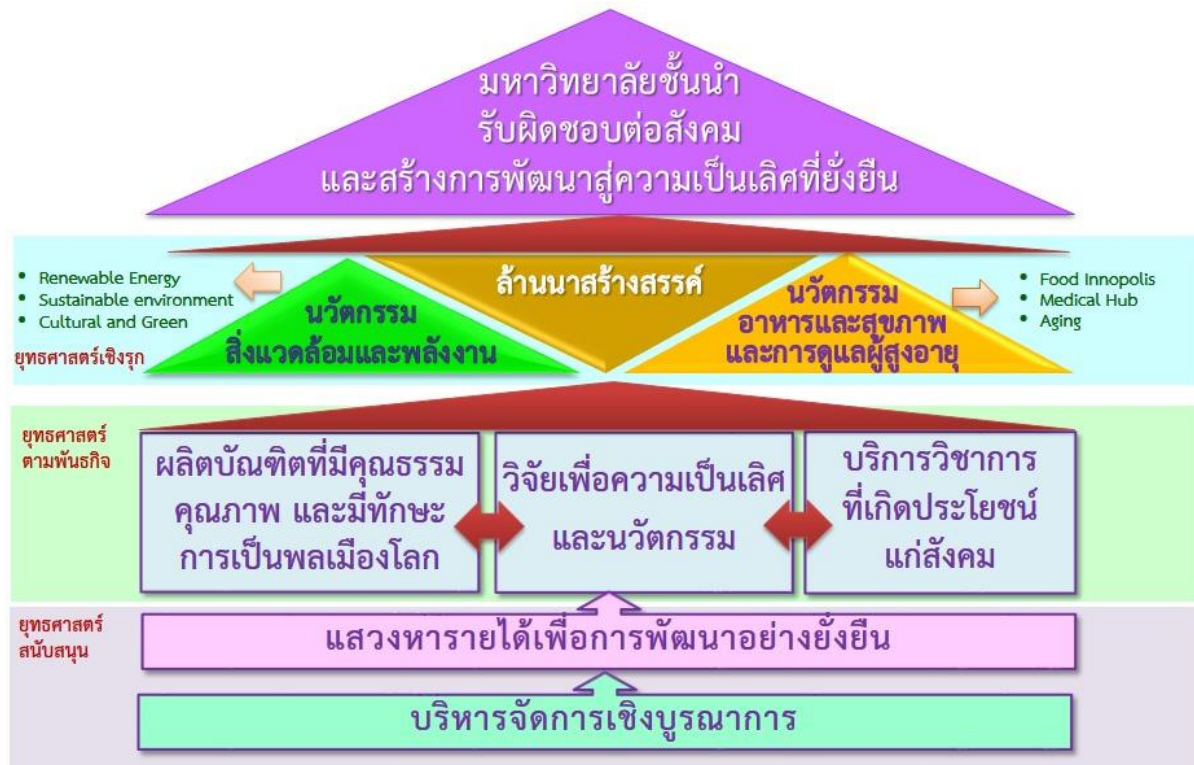 มหาวิทยาลัยชั้นนำ
รับผิดชอบต่อสังคม
และสร้างการพัฒนาสู่ความเป็นเลิศที่ยั่งยืน
• Renewable Energy
• Sustainable environment
• Cultural and Green
ยุทธศาสตร์เชิงรุก
นวัตกรรม
สิ่งแวดล้อมและพลังงาน
ล้านนาสร้างสรรค์
นวัตกรรม
อาหารและสุขภาพ
และการดูแลผู้สูงอายุ
• Food Innopolis
• Medical Hub
• Aging
ยุทธศาสตร์
ตามพันธกิจ
ผลิตบัณฑิตที่มีคุณธรรม
คุณภาพ และมีทักษะ
การเป็นพลเมืองโลก
วิจัยเพื่อความเป็นเลิศ
และนวัตกรรม
บริการวิชาการ
ที่เกิดประโยชน์
แก่สังคม
ยุทธศาสตร์
สนับสนุน
แสวงหารายได้เพื่อการพัฒนาอย่างยั่งยืน
บริหารจัดการเชิงบูรณาการ